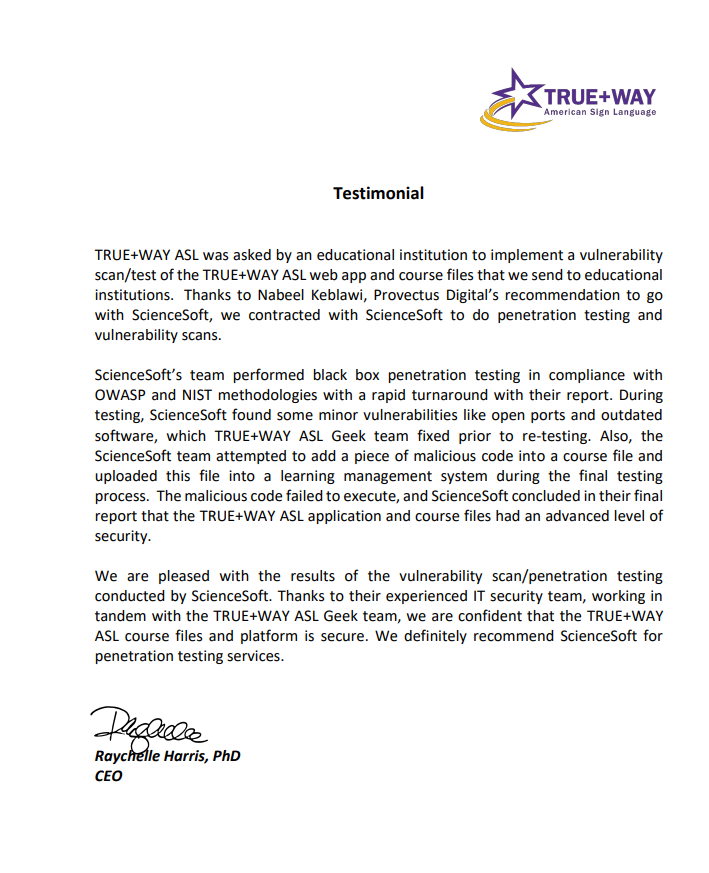 TRUE+WAY
American Sign Language
Testimonial
TRUE+WAY ASL was asked by an educational institution to implement a vulnerability
scan/test of the TRUE+WAY ASL web app and course files that we send to educational
institutions.  Thanks to Nabeel Keblawi, Provectus Digital’s recommendation to go
with ScienceSoft, we contracted with ScienceSoft to do penetration testing and
vulnerability scans.
ScienceSoft’s team performed black box penetration testing in compliance with
OWASP and NIST methodologies with a rapid turnaround with their report. During
testing, ScienceSoft found some minor vulnerabilities like open ports and outdated
software, which TRUE+WAY ASL Geek team fixed prior to re-testing. Also, the
ScienceSoft team attempted to add a piece of malicious code into a course file and
uploaded this file into a learning management system during the final testing
process.  The malicious code failed to execute, and ScienceSoft concluded in their final
report that the TRUE+WAY ASL application and course files had an advanced level of
security.
We are pleased with the results of the vulnerability scan/penetration testing
conducted by ScienceSoft. Thanks to their experienced IT security team, working in
tandem with the TRUE+WAY ASL Geek team, we are confident that the TRUE+WAY
ASL course files and platform is secure. We definitely recommend ScienceSoft for
penetration testing services.
Raychelle Harris, PhD
CEO